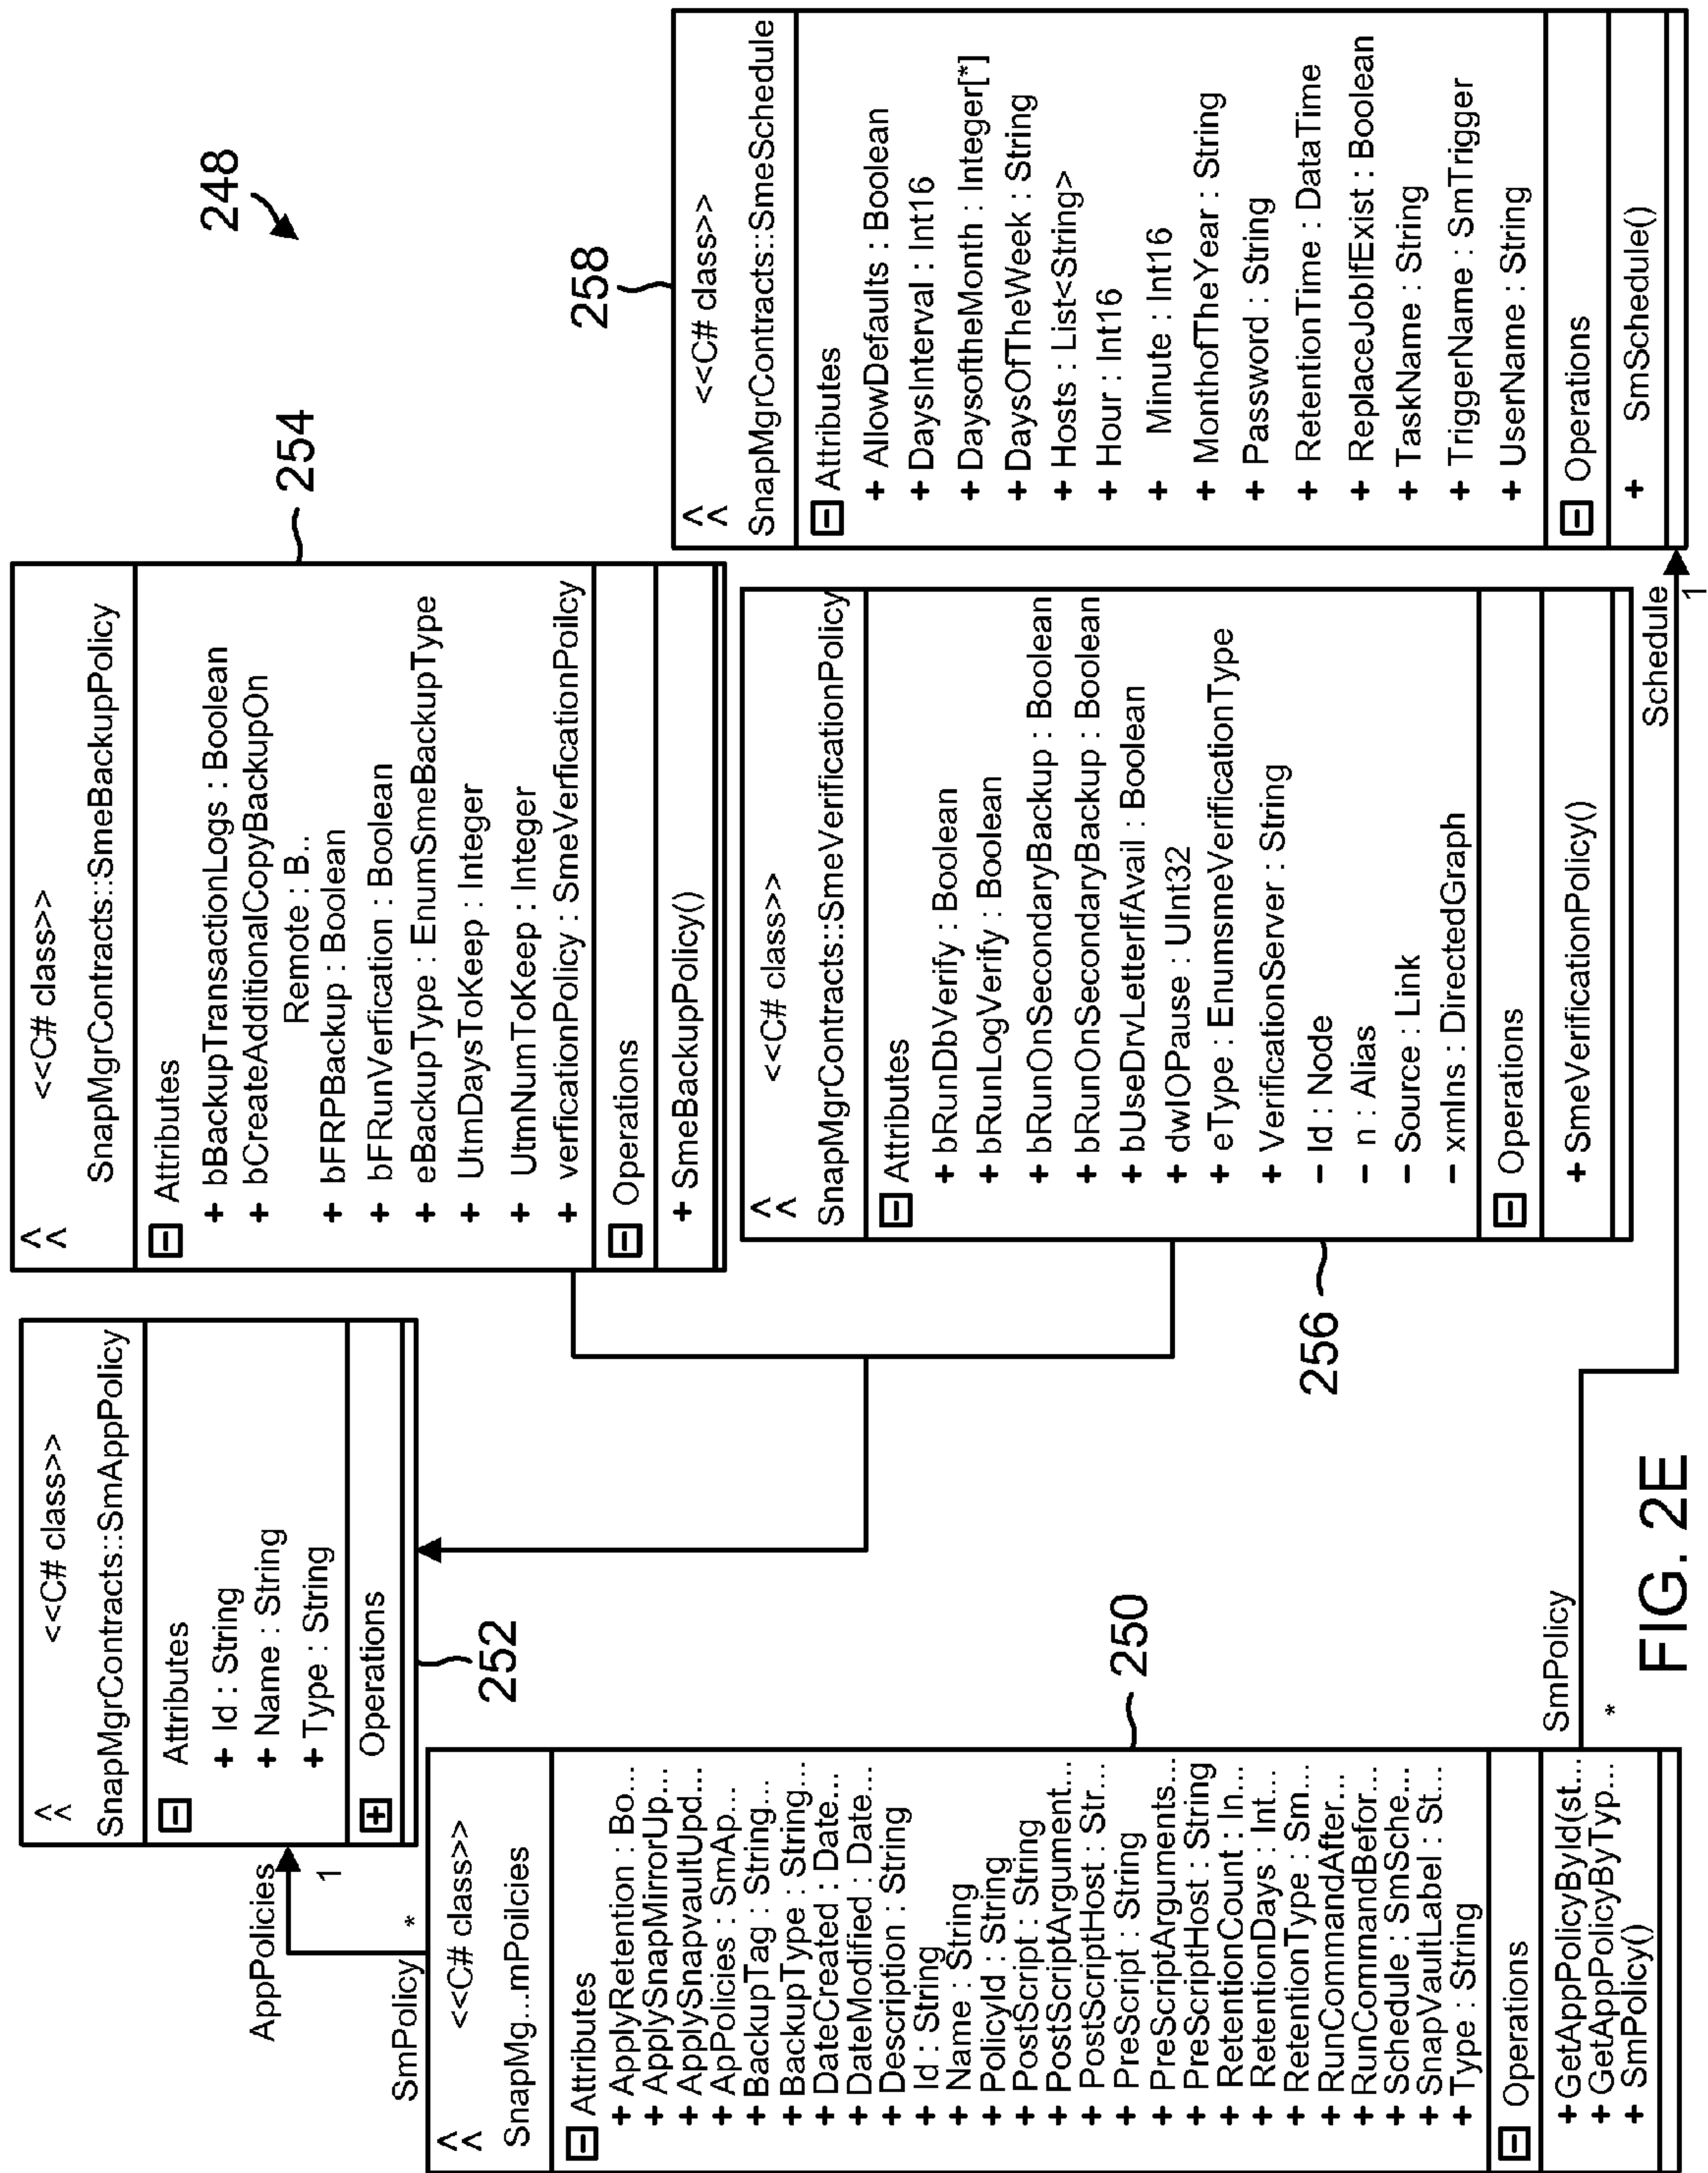 248
<<C# class>>
SnapMgrContracts::SmAppPolicy
Attributes
+ Id : String
+ Name : String
+ Type : String
Operations
252
AppPolicies
1
SmPolicy
*
<<C# class>>
SnapMg...mPoilcies
Attributes
+ ApplyRetention : Bo...
+ ApplySnapMirrorUp...
+ ApplySnapvaultUpd...
+ ApPolicies : SmAp...
+ BackupTag : String...
+ BackupType : String...
+ DateCreated : Date...
+ DateModified : Date...
+ Description : String
+ Id : String
+ Name : String
+ PolicyId : String
+ PostScript : String
+ PostScriptArgument...
+ PostScriptHost : Str...
+ PreScript : String
+ PreScriptArguments...
+ PreScriptHost : String
+ RetentionCount : In...
+ RetentionDays : Int...
+ RetentionType : Sm...
+ RunCommandAfter...
+ RunCommandBefor...
+ Schedule : SmSche...
+ SnapVaultLabel : St...
+ Type : String
Operations
+ GetAppPolicyById(st...
+ GetAppPolicyByTyp...
+ SmPolicy()
250
<<C# class>>
SnapMgrContracts::SmeBackupPolicy
Attributes
+ bBackupTransactionLogs : Boolean
+ bCreateAdditionalCopyBackupOn
Remote : B..
+ bFRPBackup : Boolean
+ bFRunVerfication : Boolean
+ eBackupType : EnumSmeBackupType
+ UtmDaysToKeep : Integer
+ UtmNumToKeep : Integer
+ verficationPolicy : SmeVerficationPoilcy
Operations
+ SmeBackupPolicy()
254
<<C# class>>
SnapMgrContracts::SmeVerificationPolicy
Attributes
+ bRunDbVerify : Boolean
+ bRunLogVerify : Boolean
+ bRunOnSecondaryBackup : Boolean
+ bRunOnSecondaryBackup : Boolean
+ bUseDrvLetterIfAvail : Boolean
+ dwIOPause : UInt32
+ eType : EnumsmeVerificationType
+ VerificationServer : String
− Id : Node
− n : Alias
− Source : Link
− xmlns : DirectedGraph
Operations
+ SmeVerificationPolicy()
256
<<C# class>>
SnapMgrContracts::SmeSchedule
Attributes
+ AllowDefaults : Boolean
+ DaysInterval : Int16
+ DaysoftheMonth : Integer[*]
+ DaysOfTheWeek : String
+ Hosts : List<String>
+ Hour : Int16
+ Minute : Int16
+ MonthofTheYear : String
+ Password : String
+ RetentionTime : DataTime
+ ReplaceJobIfExist : Boolean
+ TaskName : String
+ TriggerName : SmTrigger
+ UserName : String
Operations
+ SmSchedule()
258
SmPolicy
*
Schedule
1
FIG. 2E